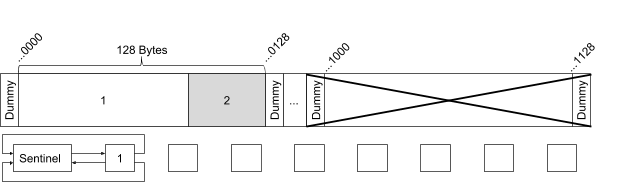 ...0000
128 Bytes
...0128
...1000
...1128
Dummy
1
2
Dummy
...
Dummy
Dummy
Sentinel
1